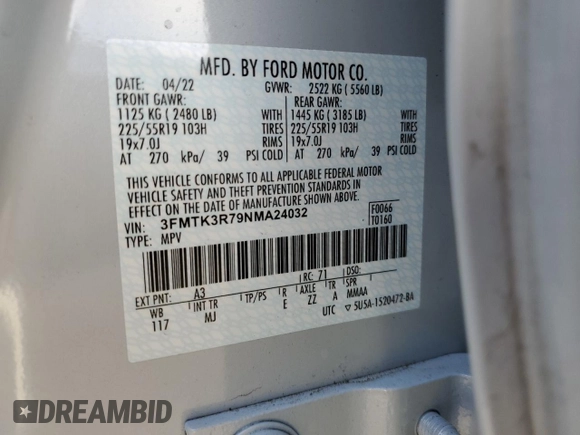 MFD. BY FORD MOTOR CO.
DATE: 04/22 GVWR: 2522 KG ( 5560 LB)
FRONT GAWR: REAR GAWR:
1125 KG ( 2480 LB) 1445 KG ( 3185 LB)
225/55R19 103H TIRES 225/55R19 103H TIRES
19x7.0J RIMS 19x7.0J RIMS
AT 270 kPa/ 39 PSI COLD AT 270 kPa/ 39 PSI COLD
THIS VEHICLE CONFORMS TO ALL APPLICABLE FEDERAL MOTOR
VEHICLE SAFETY AND THEFT PREVENTION STANDARDS IN
EFFECT ON THE DATE OF MANUFACTURE SHOWN ABOVE.
VIN: 3FMTK3R79NMA24032 F0066
TYPE: MPV T0160
EXT PNT: A3 RC: 71 DSO:
WB INT TR TP/PS R AXLE TR SPR
117 MJ E ZZ A MMAA
UTC ▽ 5U5A-1520472-BA
DREAMBID